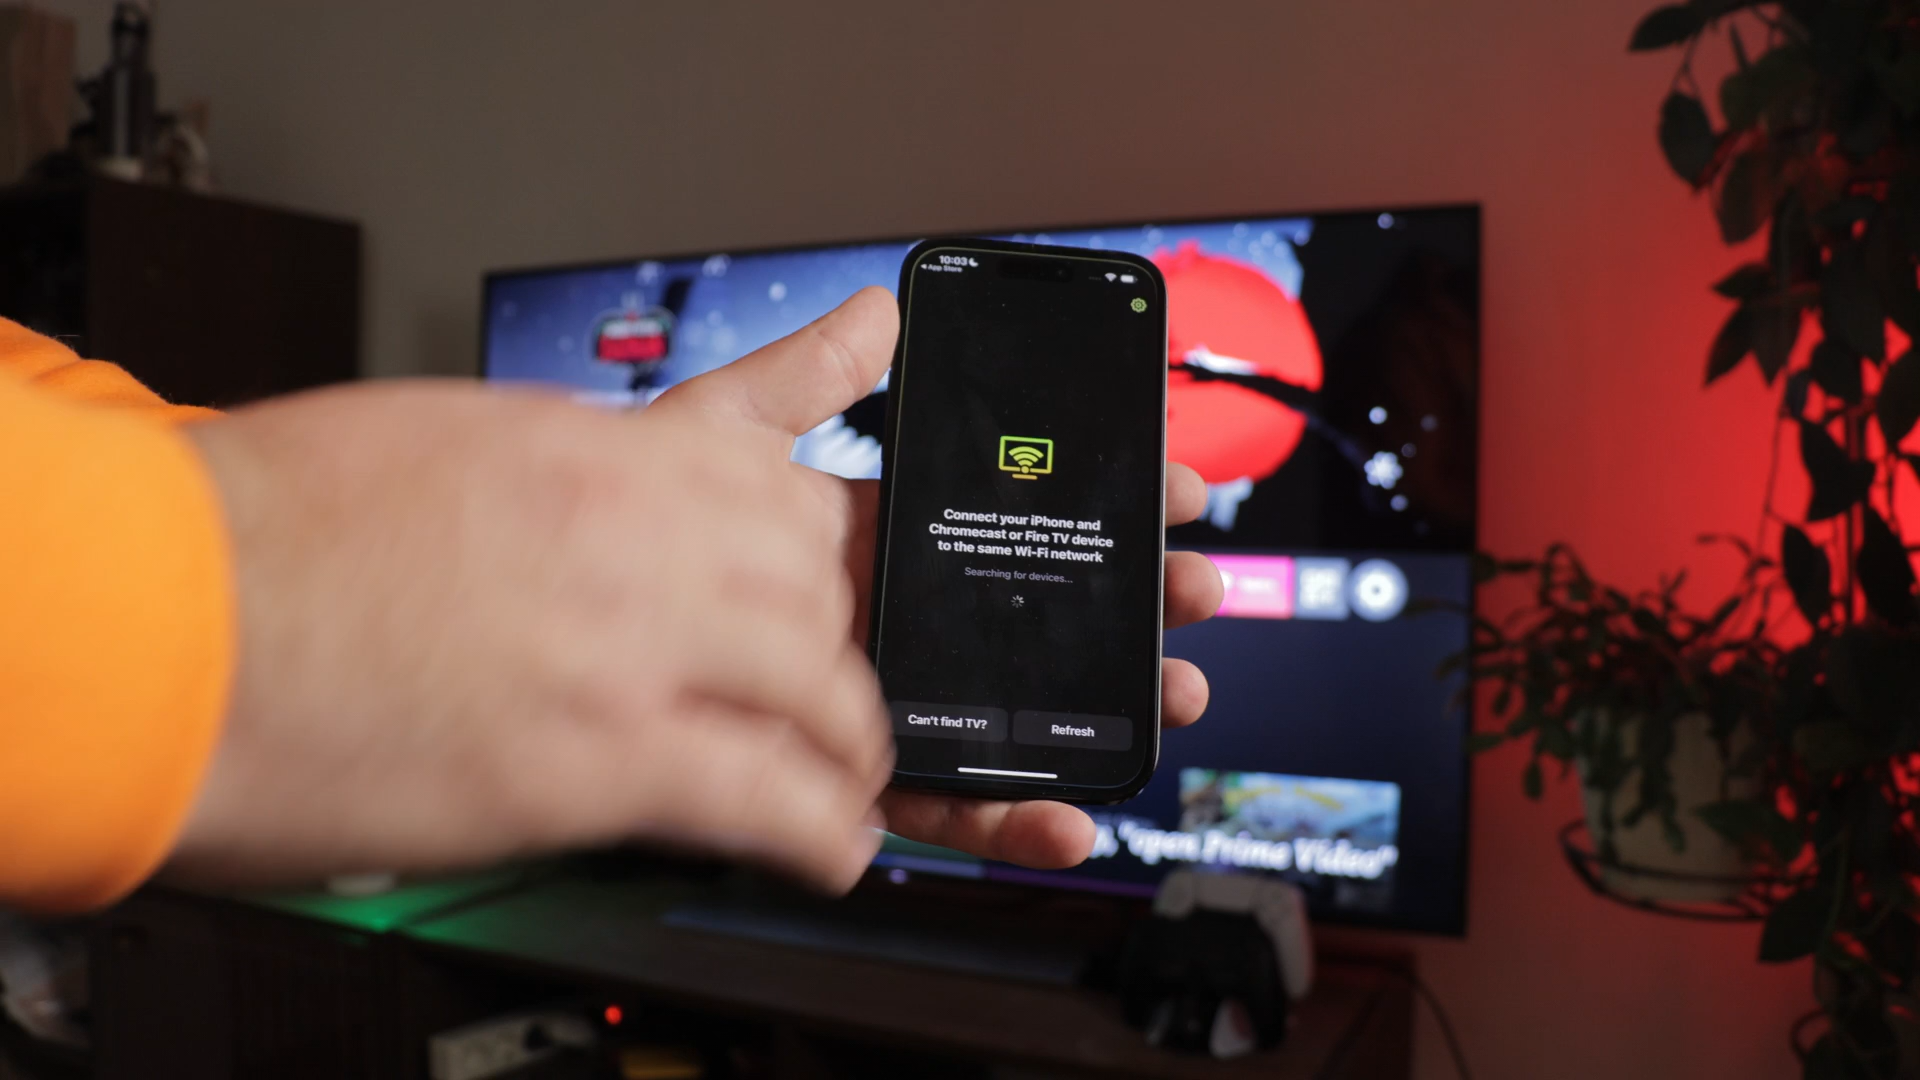 10:03
App Store
Connect your iPhone and
Chromecast or Fire TV device
to the same Wi-Fi network
Searching for devices...
Can't find TV?
Refresh
"open Prime Video"